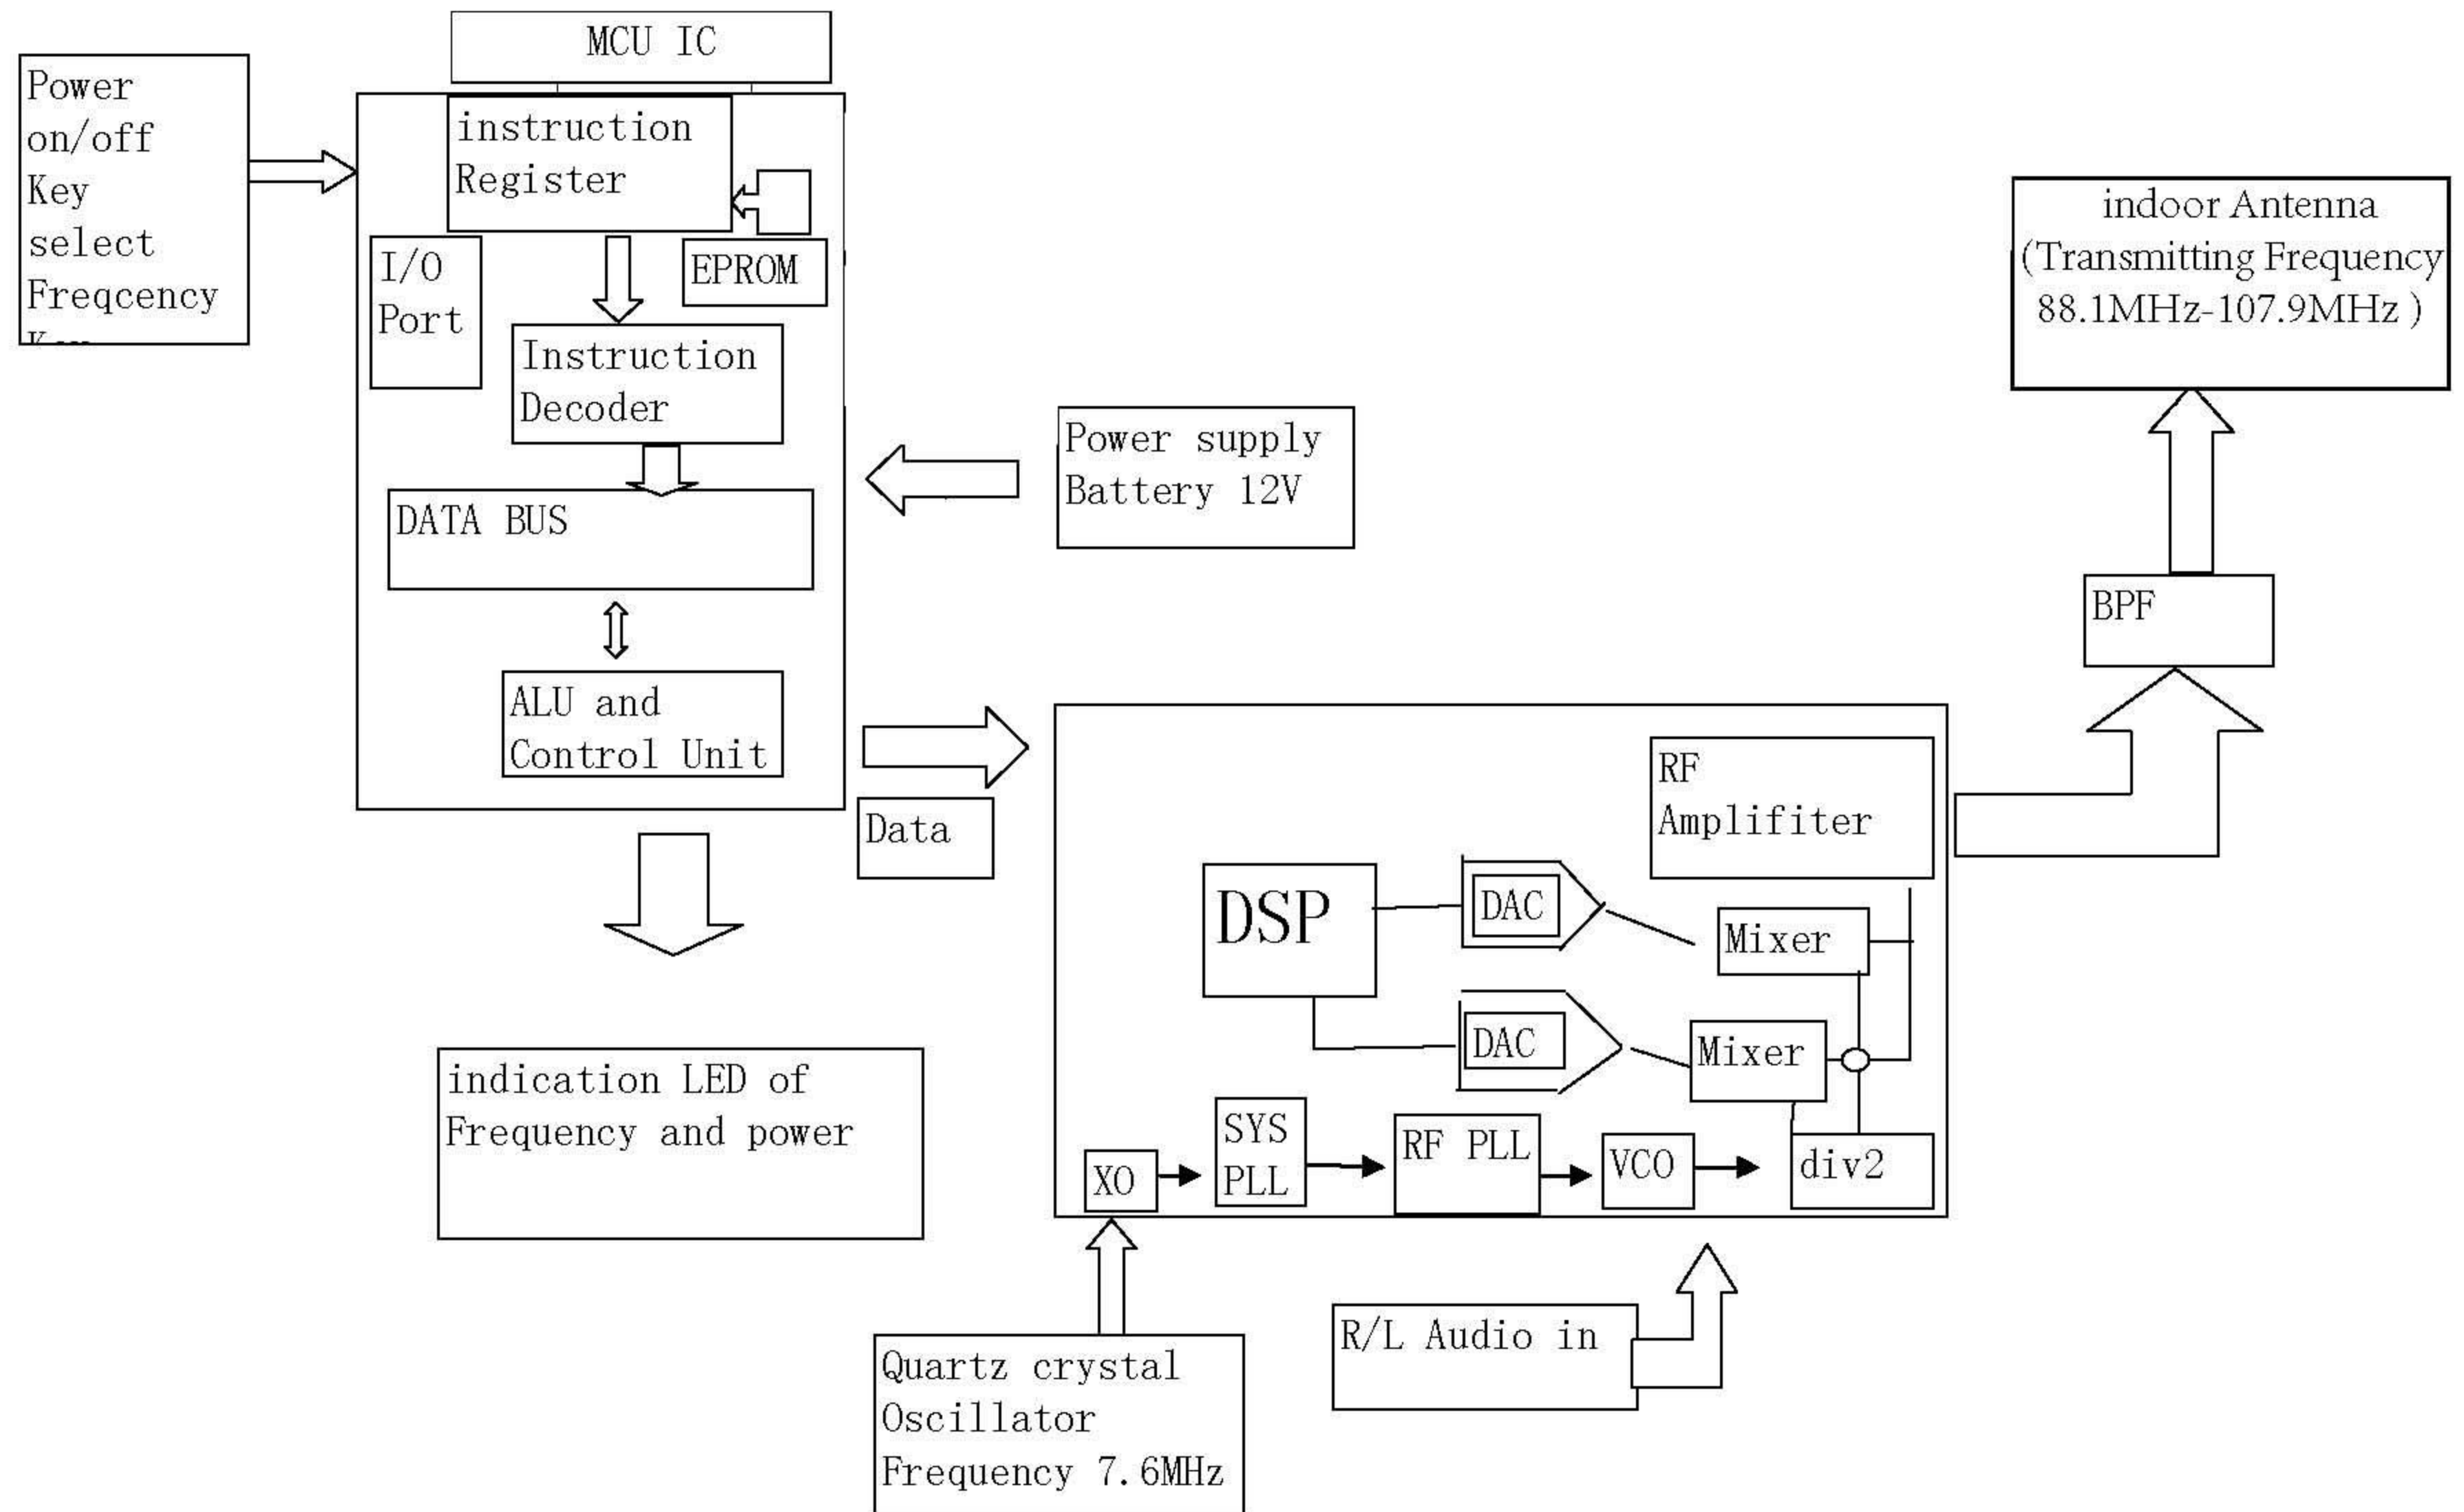 MCU IC
Power
on/off
Key
select
Freqcency
instruction
Register
I/O
Port
EPROM
Instruction
Decoder
DATA BUS
ALU and
Control Unit
Power supply
Battery 12V
indoor Antenna
(Transmitting Frequency
88.1MHz-107.9MHz )
BPF
Data
RF
Amplifiter
DSP
DAC
Mixer
DAC
Mixer
XO
SYS
PLL
RF PLL
VCO
div2
indication LED of
Frequency and power
Quartz crystal
Oscillator
Frequency 7.6MHz
R/L Audio in